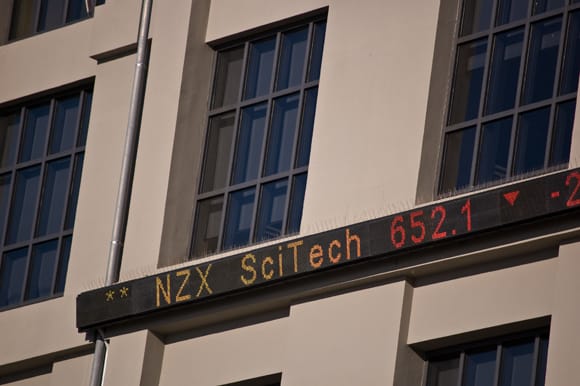 ** NZX SciTech 652.1 ▼ -2